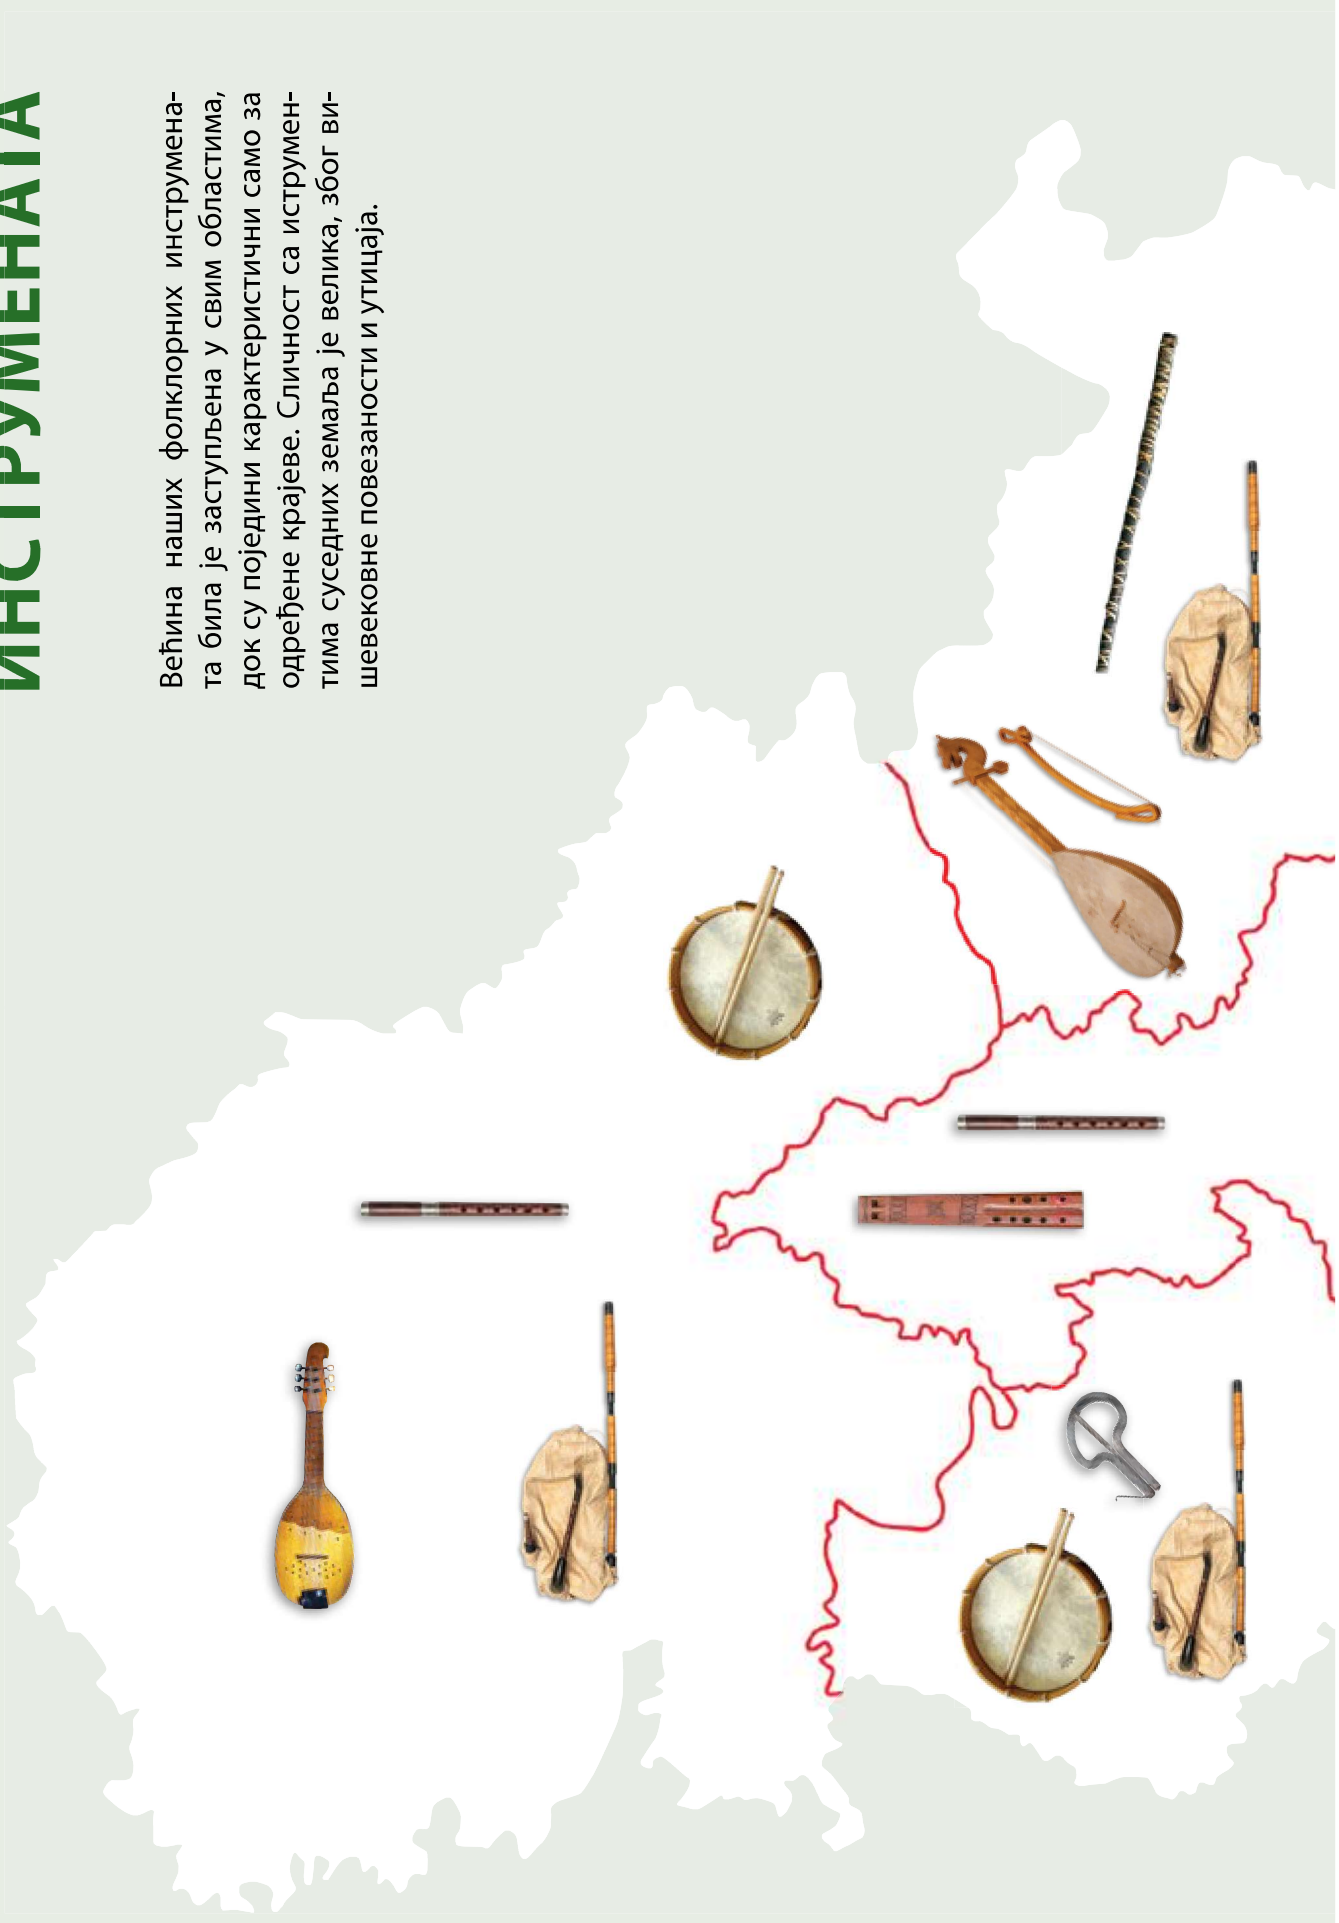 ИНСТРУМЕНАТА
Већина наших фолклорних инструмена-
та била је заступљена у свим областима,
док су поједини карактеристични само за
одређене крајеве. Сличност са иструмен-
тима суседних земаља је велика, због ви-
шевековне повезаности и утицаја.